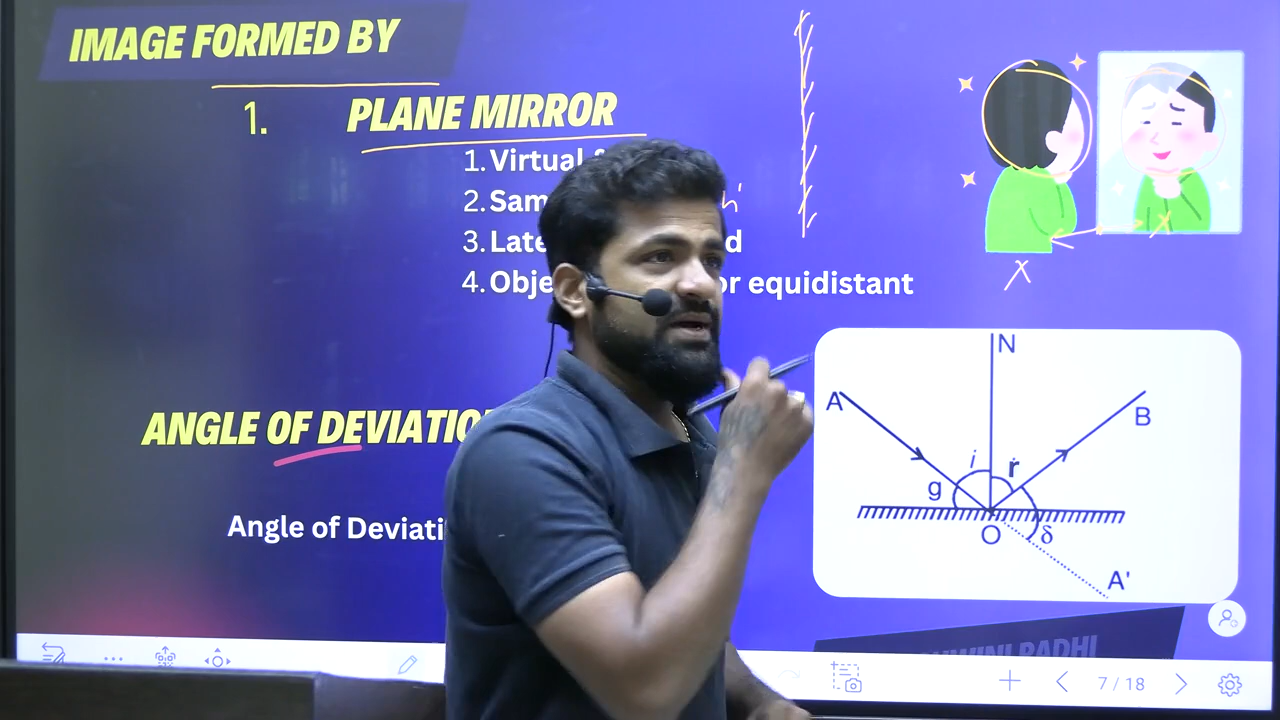 IMAGE FORMED BY
1. PLANE MIRROR
1. Virtual
2. Sam
3. Late d
4. Obje or equidistant
N
A
B
i
r
g
O
δ
A'
ANGLE OF DEVIATIO
Angle of Deviati
RADHI
7 / 18